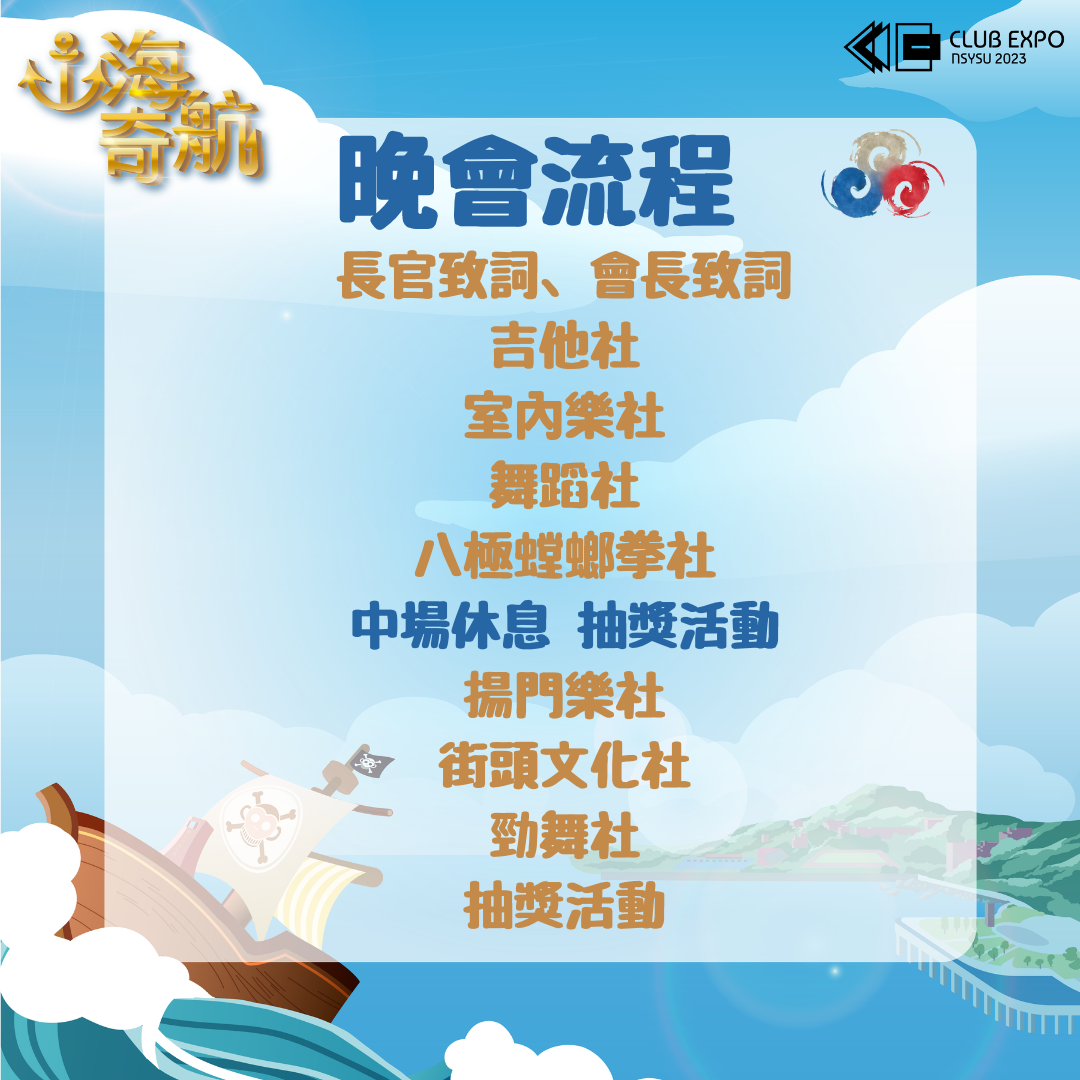 山海
奇航
CLUB EXPO
NSYSU 2023
晚會流程
長官致詞、會長致詞
吉他社
室內樂社
舞蹈社
八極螳螂拳社
中場休息 抽獎活動
揚門樂社
街頭文化社
勁舞社
抽獎活動